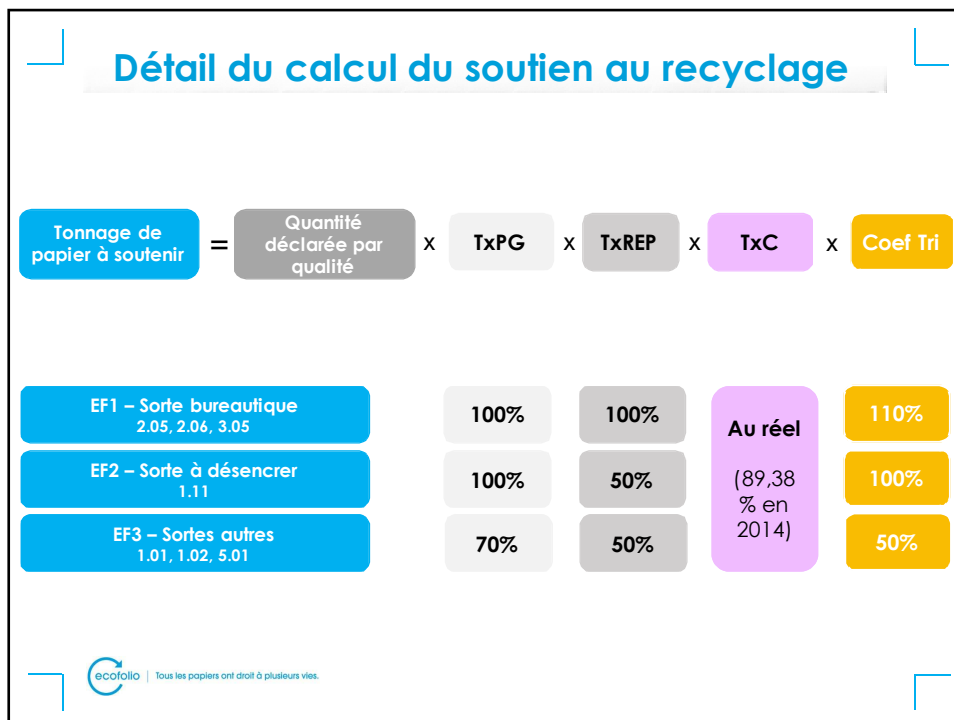 Détail du calcul du soutien au recyclage
Tonnage de
papier à soutenir
=
Quantité
déclarée par
qualité
x
TxPG
x
TxREP
x
TxC
x
Coef Tri
EF1 – Sorte bureautique
2.05, 2.06, 3.05
100%
100%
Au réel
(89,38
% en
2014)
110%
EF2 – Sorte à désencrer
1.11
100%
50%
100%
EF3 – Sortes autres
1.01, 1.02, 5.01
70%
50%
50%
ecofolio
Tous les papiers ont droit à plusieurs vies.